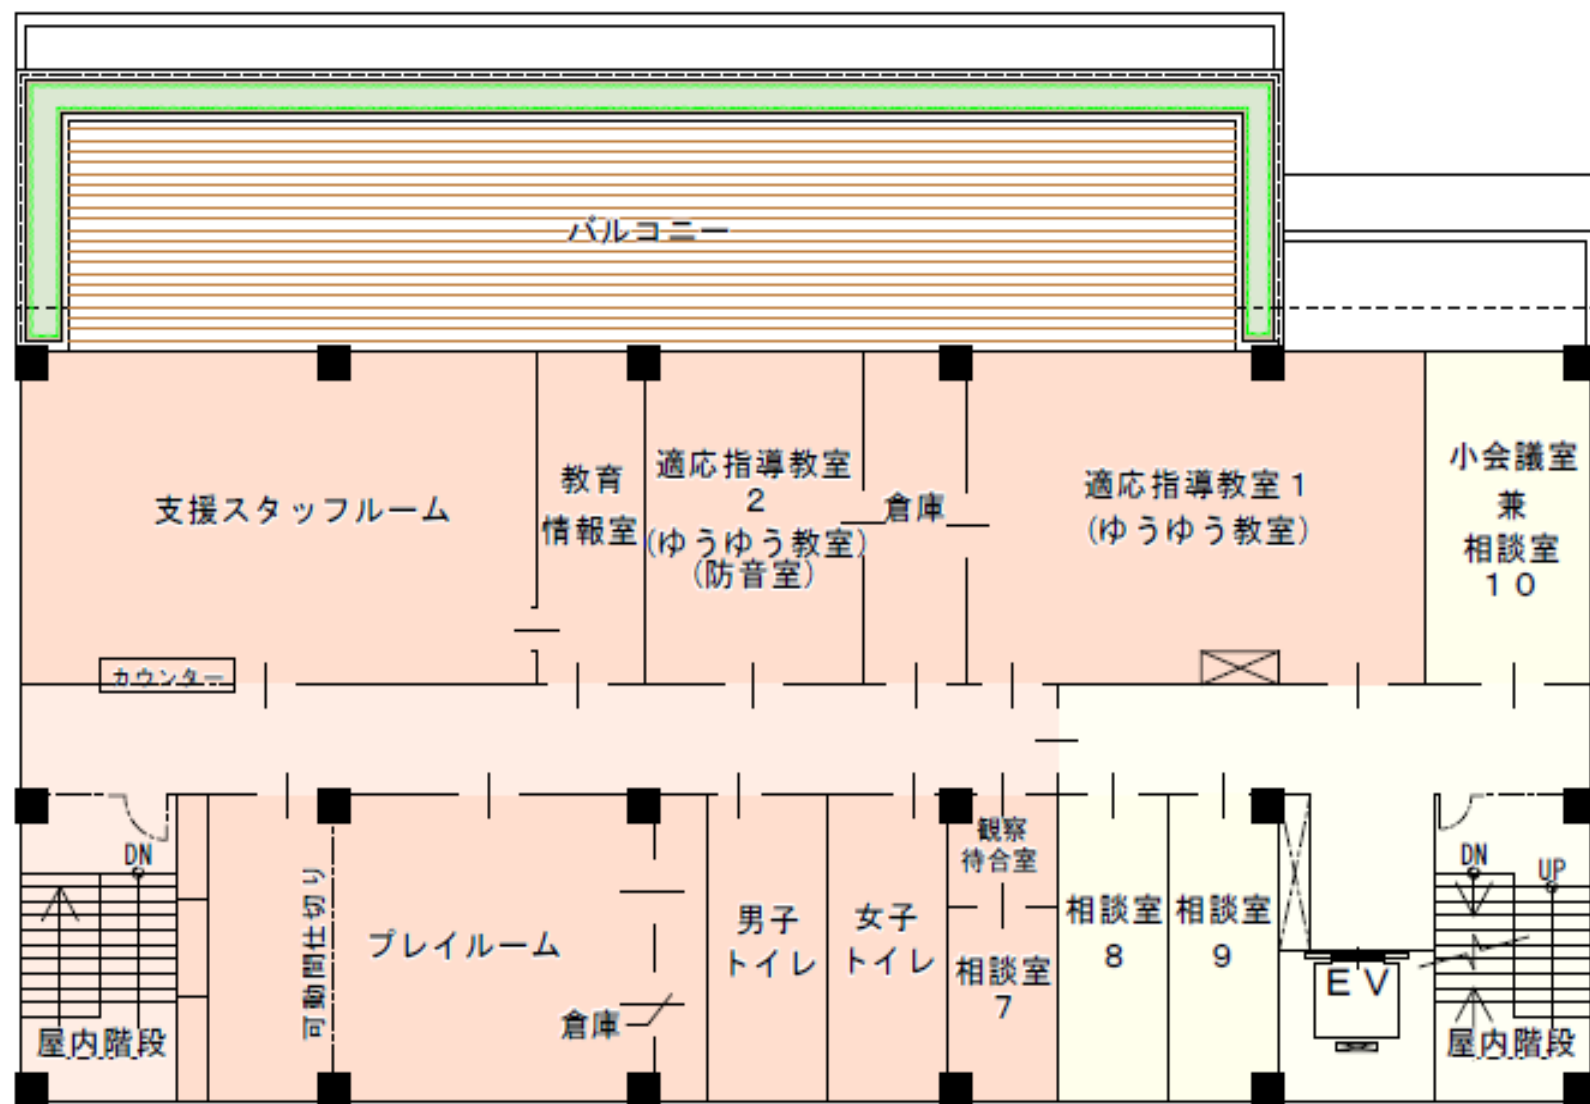 バルコニー
支援スタッフルーム
カウンター
教育
情報室
適応指導教室
2
(ゆうゆう教室)
(防音室)
倉庫
適応指導教室1
(ゆうゆう教室)
小会議室
兼
相談室
10
DN
屋内階段
可動間仕切り
プレイルーム
倉庫
男子
トイレ
女子
トイレ
観察
待合室
相談室
7
相談室
8
相談室
9
EV
DN
UP
屋内階段